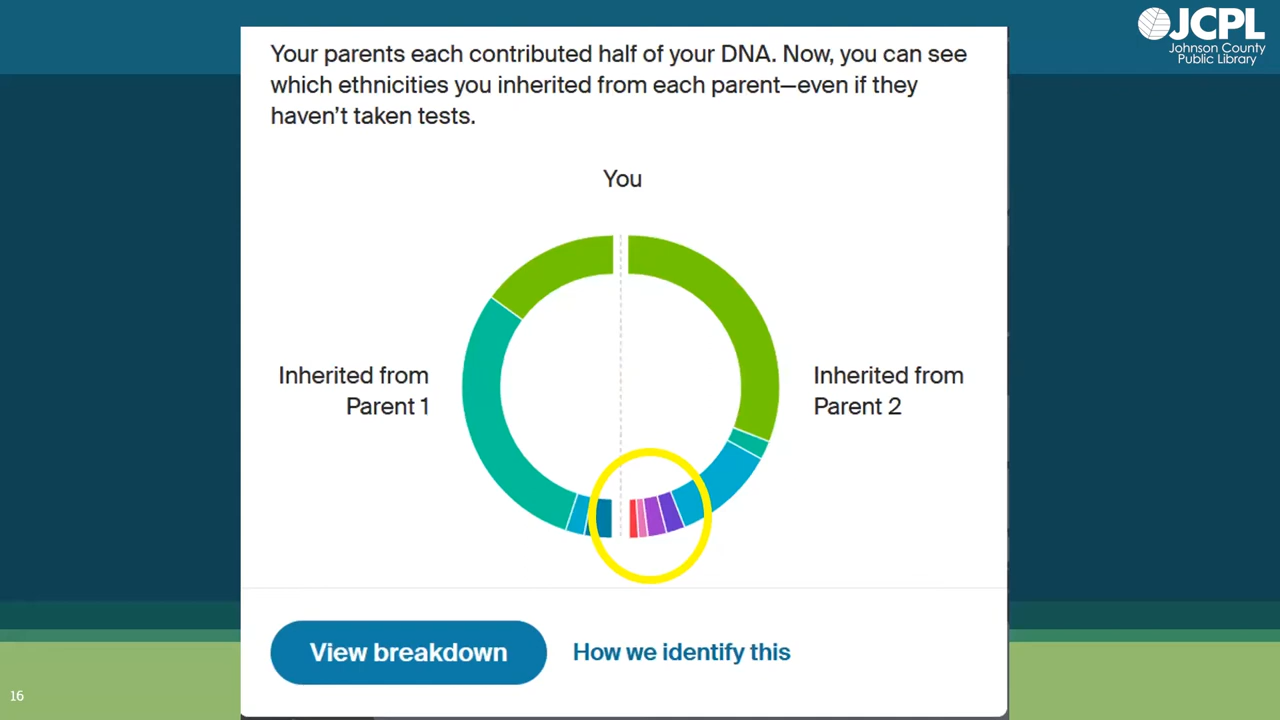 JCPL
Johnson County
Public Library
Your parents each contributed half of your DNA. Now, you can see
which ethnicities you inherited from each parent—even if they
haven’t taken tests.
You
Inherited from
Parent 1
Inherited from
Parent 2
View breakdown
How we identify this
16